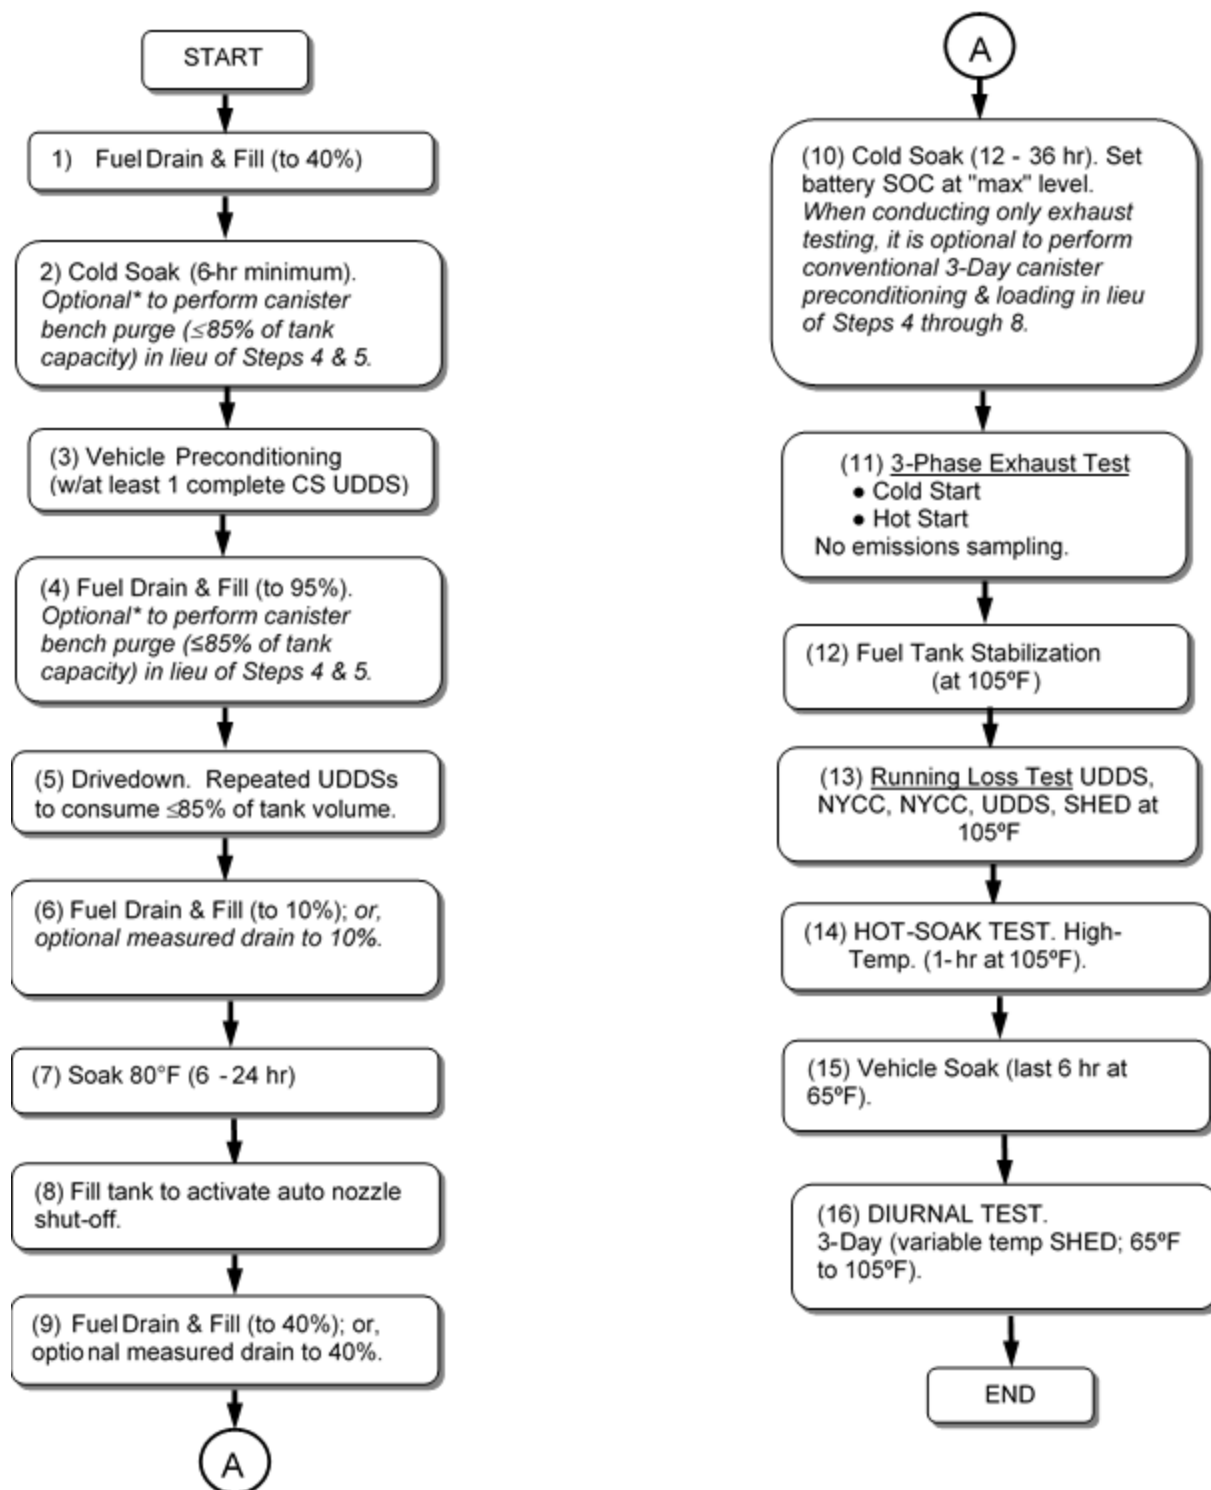 START
1) Fuel Drain & Fill (to 40%)
2) Cold Soak (6-hr minimum).
Optional* to perform canister
bench purge (≤85% of tank
capacity) in lieu of Steps 4 & 5.
(3) Vehicle Preconditioning
(w/at least 1 complete CS UDDS)
(4) Fuel Drain & Fill (to 95%).
Optional* to perform canister
bench purge (≤85% of tank
capacity) in lieu of Steps 4 & 5.
(5) Drivedown. Repeated UDDSs
to consume ≤85% of tank volume.
(6) Fuel Drain & Fill (to 10%); or,
optional measured drain to 10%.
(7) Soak 80°F (6 - 24 hr)
(8) Fill tank to activate auto nozzle
shut-off.
(9) Fuel Drain & Fill (to 40%); or,
optional measured drain to 40%.
A
A
(10) Cold Soak (12 - 36 hr). Set
battery SOC at "max" level.
When conducting only exhaust
testing, it is optional to perform
conventional 3-Day canister
preconditioning & loading in lieu
of Steps 4 through 8.
(11) 3-Phase Exhaust Test
● Cold Start
● Hot Start
No emissions sampling.
(12) Fuel Tank Stabilization
(at 105ºF)
(13) Running Loss Test UDDS,
NYCC, NYCC, UDDS, SHED at
105ºF
(14) HOT-SOAK TEST. High-
Temp. (1-hr at 105ºF).
(15) Vehicle Soak (last 6 hr at
65ºF).
(16) DIURNAL TEST.
3-Day (variable temp SHED; 65ºF
to 105ºF).
END